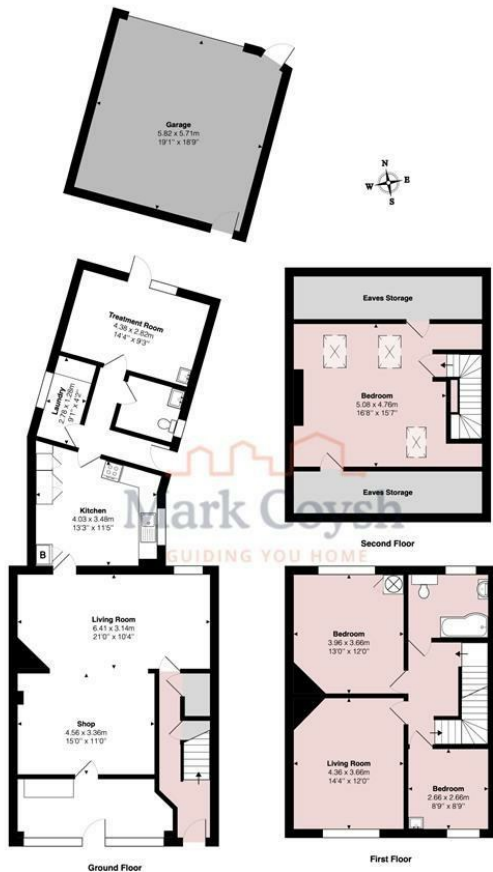 Garage
5.82 x 5.71m
19'1" x 18'9"
N
W E
S
Treatment Room
4.38 x 2.82m
14'4" x 9'3"
Laundry
2.78 x 1.28m
9'1" x 4'2"
Kitchen
4.03 x 3.48m
13'3" x 11'5"
B
Living Room
6.41 x 3.14m
21'0" x 10'4"
Shop
4.56 x 3.36m
15'0" x 11'0"
Ground Floor
Eaves Storage
Bedroom
5.08 x 4.76m
16'8" x 15'7"
Eaves Storage
Second Floor
Mark Coysh
GUIDING YOU HOME
Bedroom
3.96 x 3.66m
13'0" x 12'0"
Living Room
4.36 x 3.66m
14'4" x 12'0"
Bedroom
2.66 x 2.66m
8'9" x 8'9"
First Floor